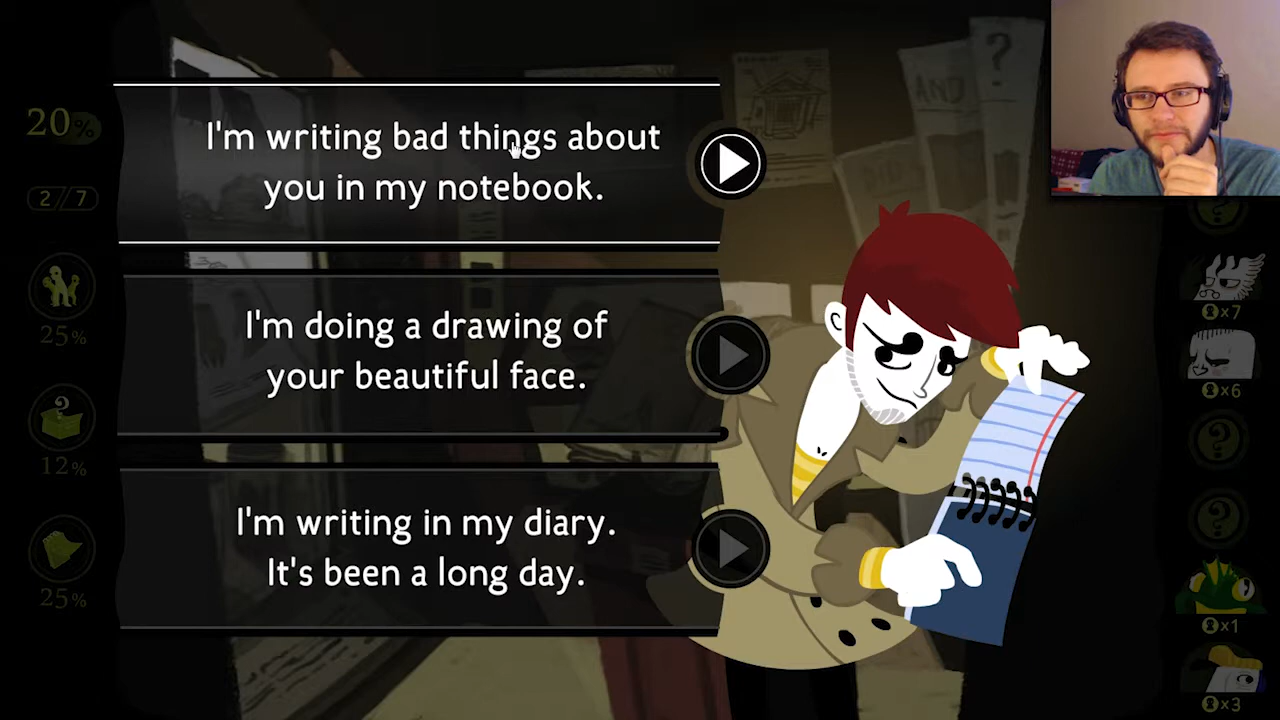 20%
2/7
25%
12%
25%
I'm writing bad things about
you in my notebook.
I'm doing a drawing of
your beautiful face.
I'm writing in my diary.
It's been a long day.
AND
?
?
?
x7
x6
?
?
x1
x3